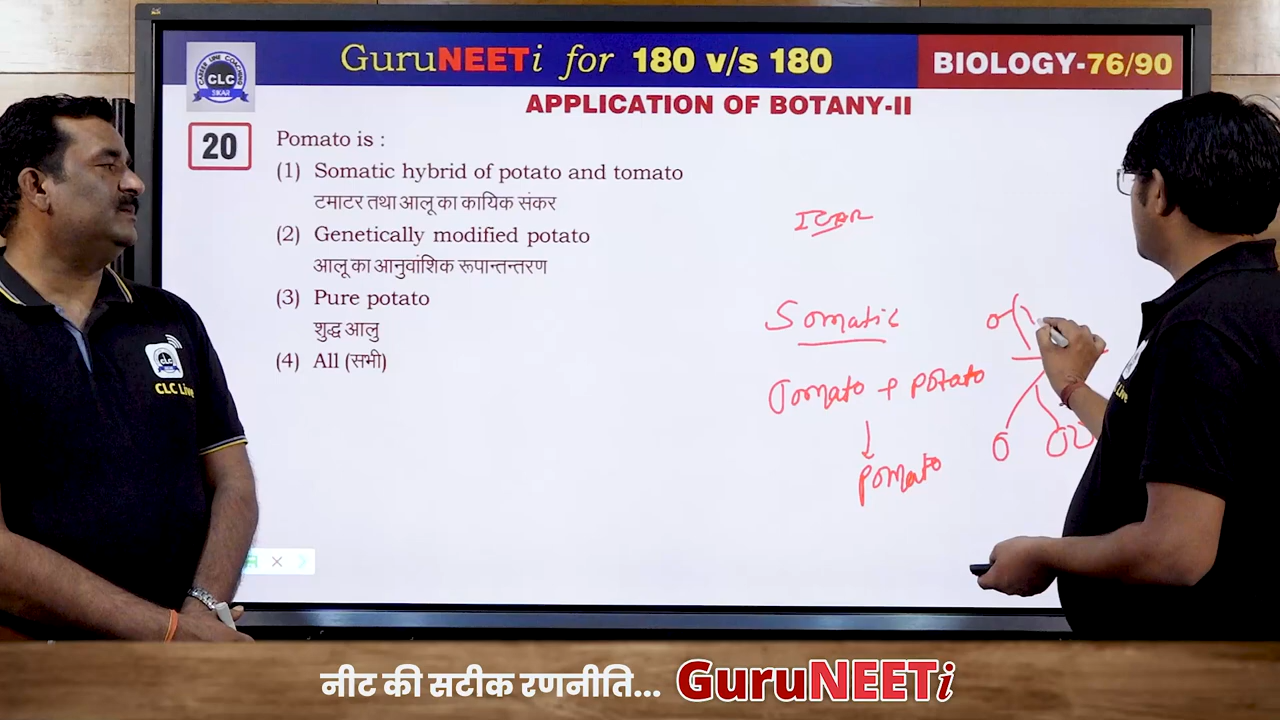 GuruNEETi for 180 v/s 180
BIOLOGY-76/90
CLC
SIKAR
APPLICATION OF BOTANY-II
20
Pomato is :
(1) Somatic hybrid of potato and tomato
टमाटर तथा आलू का कायिक संकर
(2) Genetically modified potato
आलू का आनुवांशिक रूपान्तन्तरण
(3) Pure potato
शुद्ध आलु
(4) All (सभी)
ICAR
Somatic
Tomato + Potato
Pomato
CLC Live
नीट की सटीक रणनीति... GuruNEETi